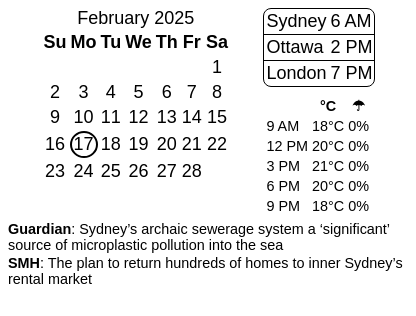 February 2025
Su Mo Tu We Th Fr Sa
1
2 3 4 5 6 7 8
9 10 11 12 13 14 15
16 17 18 19 20 21 22
23 24 25 26 27 28
Sydney 6 AM
Ottawa 2 PM
London 7 PM
°C ☂
9 AM 18°C 0%
12 PM 20°C 0%
3 PM 21°C 0%
6 PM 20°C 0%
9 PM 18°C 0%
Guardian: Sydney’s archaic sewerage system a ‘significant’
source of microplastic pollution into the sea
SMH: The plan to return hundreds of homes to inner Sydney’s
rental market